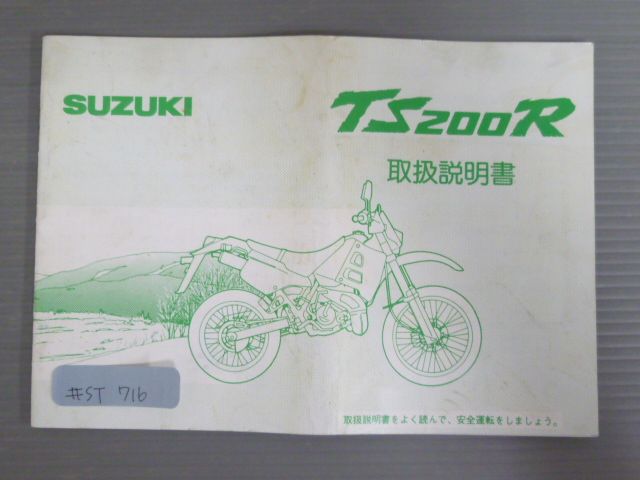 SUZUKI
TS200R
取扱説明書
#ST 716
取扱説明書をよく読んで、安全運転をしましょう。